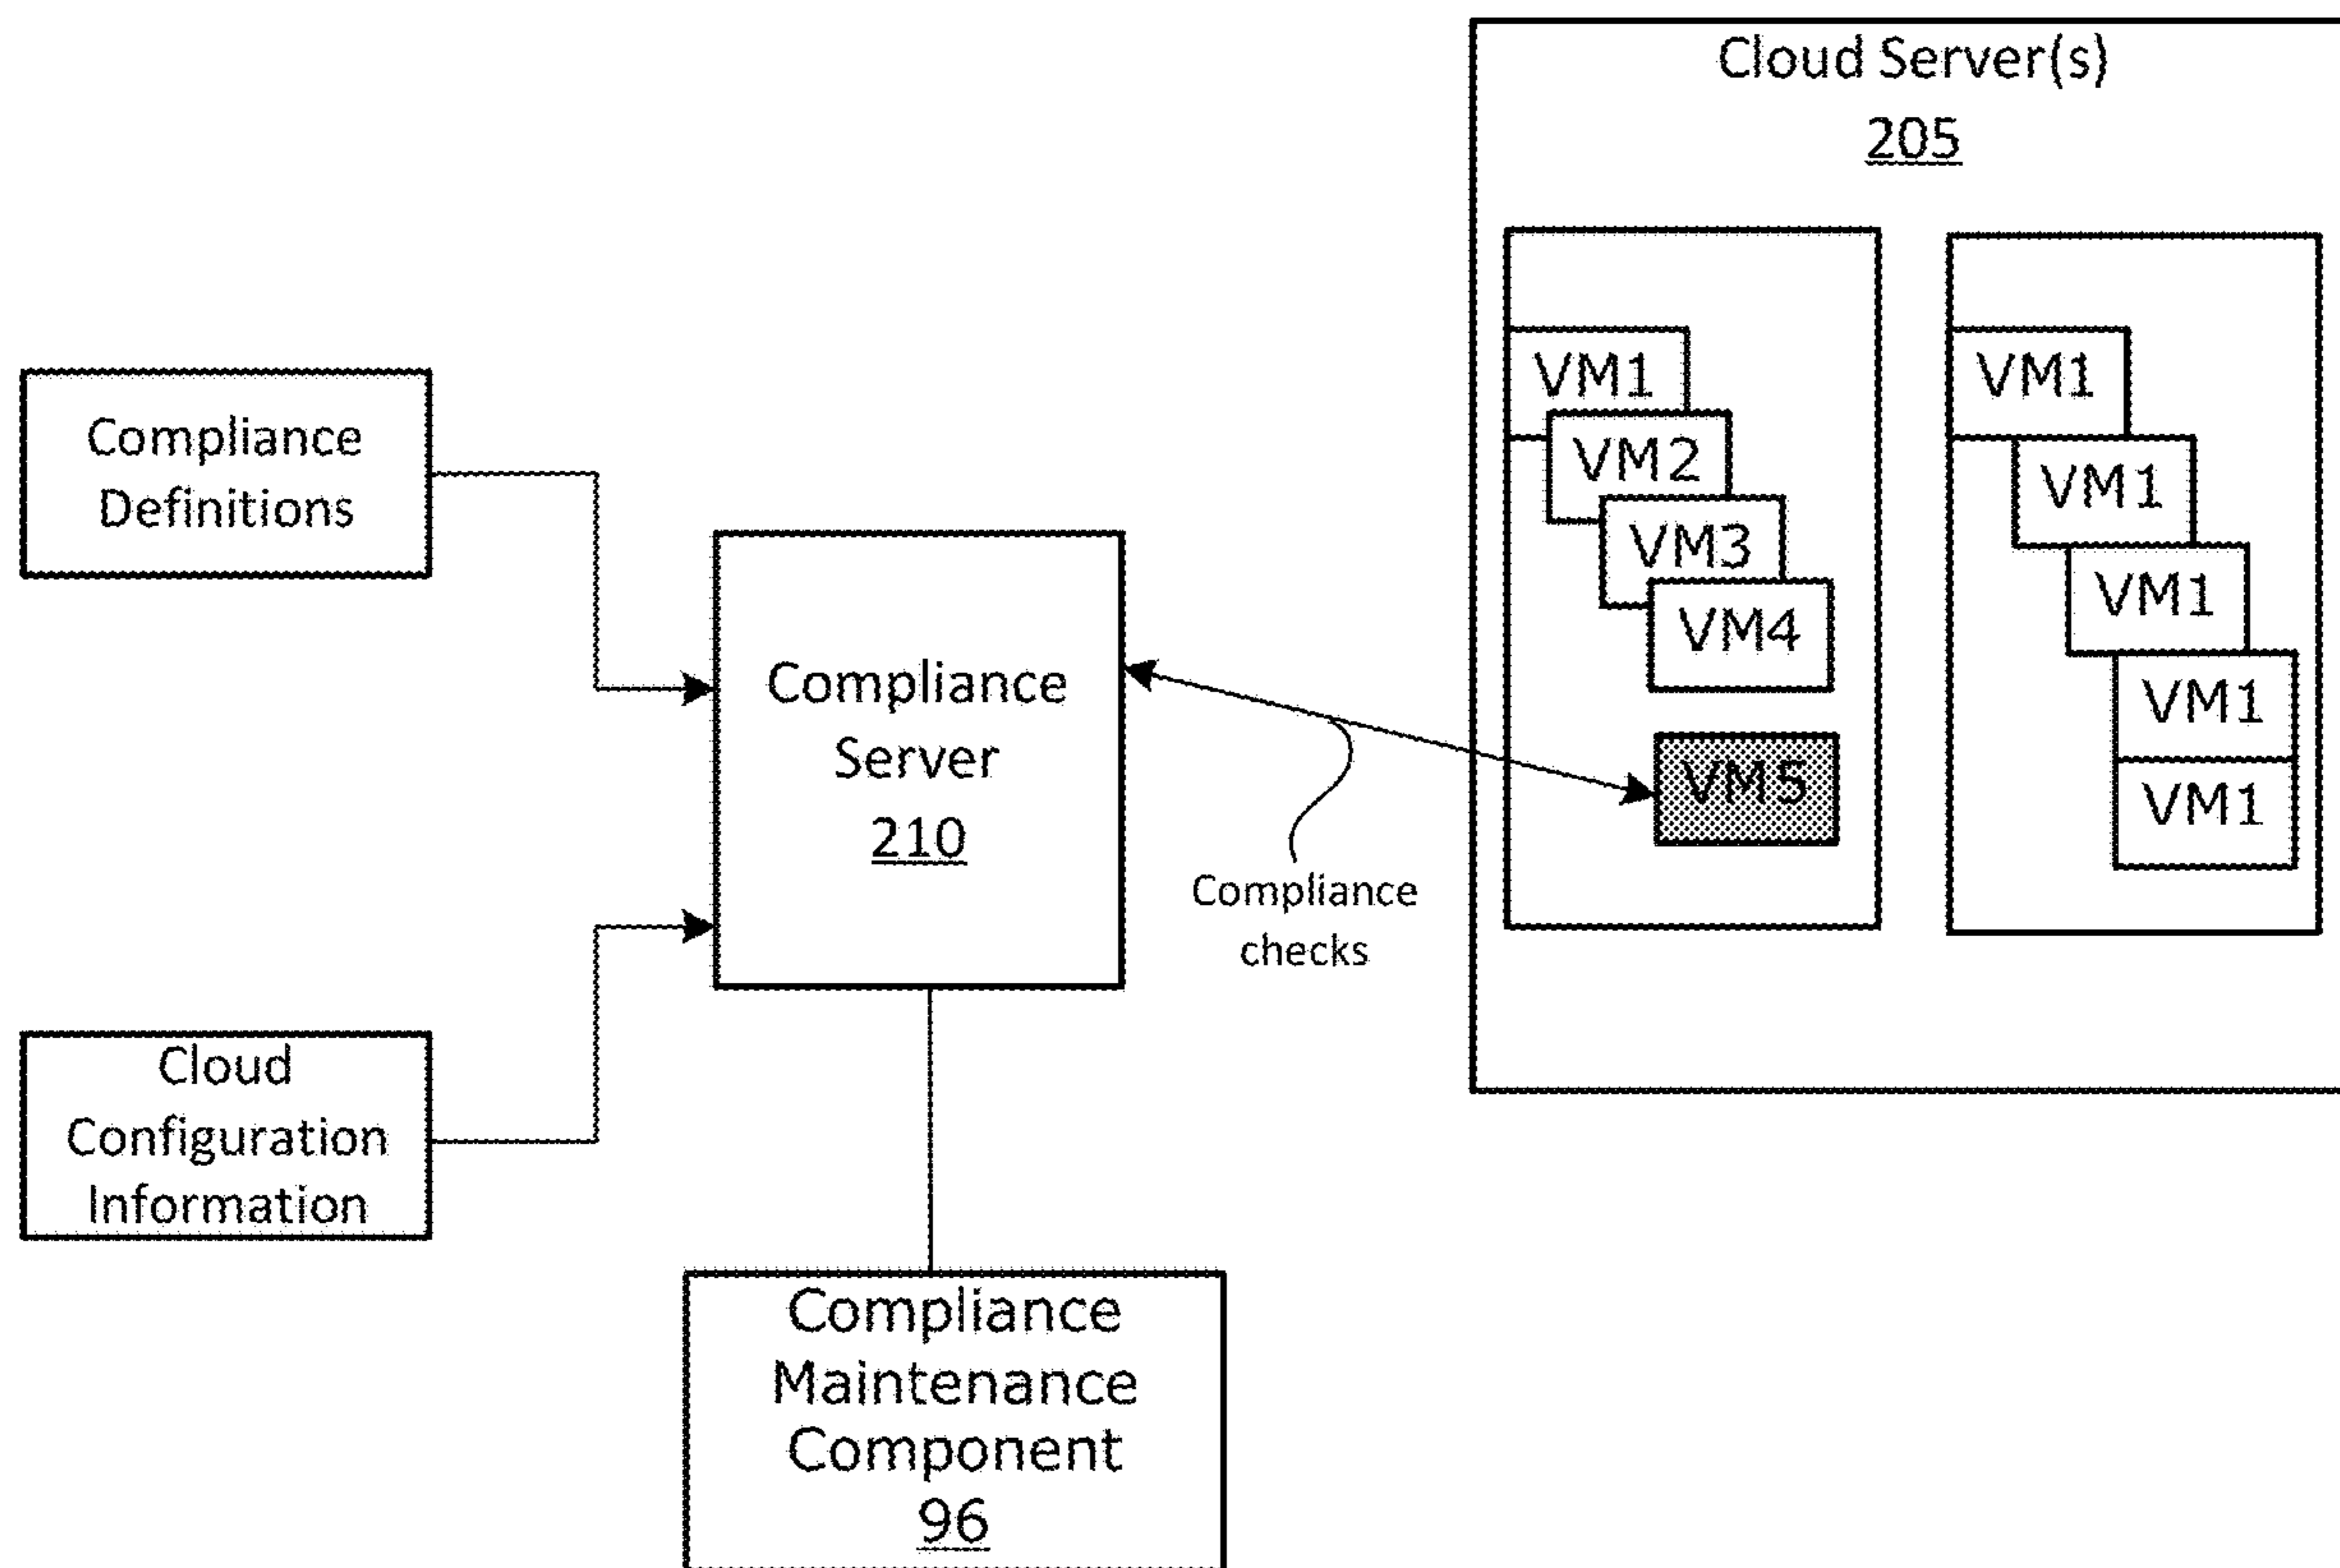 Cloud Server(s)
205
VM1
VM2
VM3
VM4
VM5
VM1
VM1
VM1
VM1
VM1
Compliance
Definitions
Compliance
Server
210
Compliance
checks
Cloud
Configuration
Information
Compliance
Maintenance
Component
96